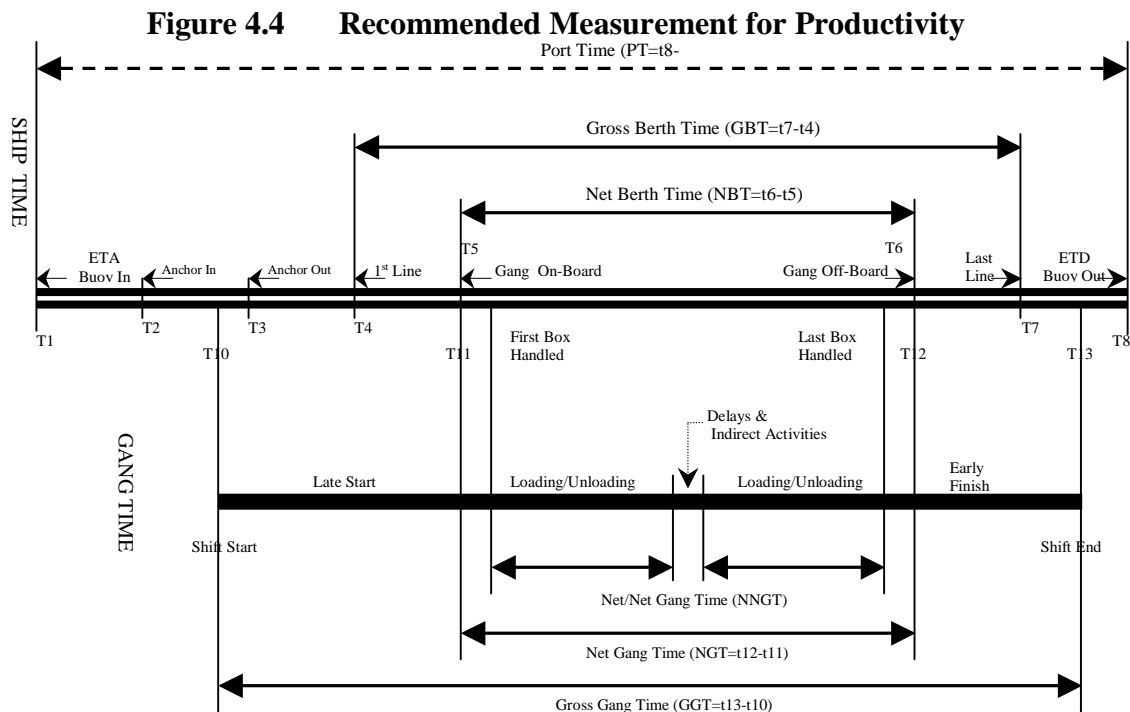 Figure 4.4 Recommended Measurement for Productivity
Port Time (PT=t8-
SHIP TIME
Gross Berth Time (GBT=t7-t4)
Net Berth Time (NBT=t6-t5)
T5
T6
ETA
Buoy In
Anchor In
Anchor Out
1st Line
Gang On-Board
Gang Off-Board
Last
Line
ETD
Buoy Out
T1
T2
T3
T4
T7
T8
T10
T11
First Box
Handled
Last Box
Handled
T12
T13
Delays &
Indirect Activities
GANG TIME
Late Start
Loading/Unloading
Loading/Unloading
Early
Finish
Shift Start
Shift End
Net/Net Gang Time (NNGT)
Net Gang Time (NGT=t12-t11)
Gross Gang Time (GGT=t13-t10)